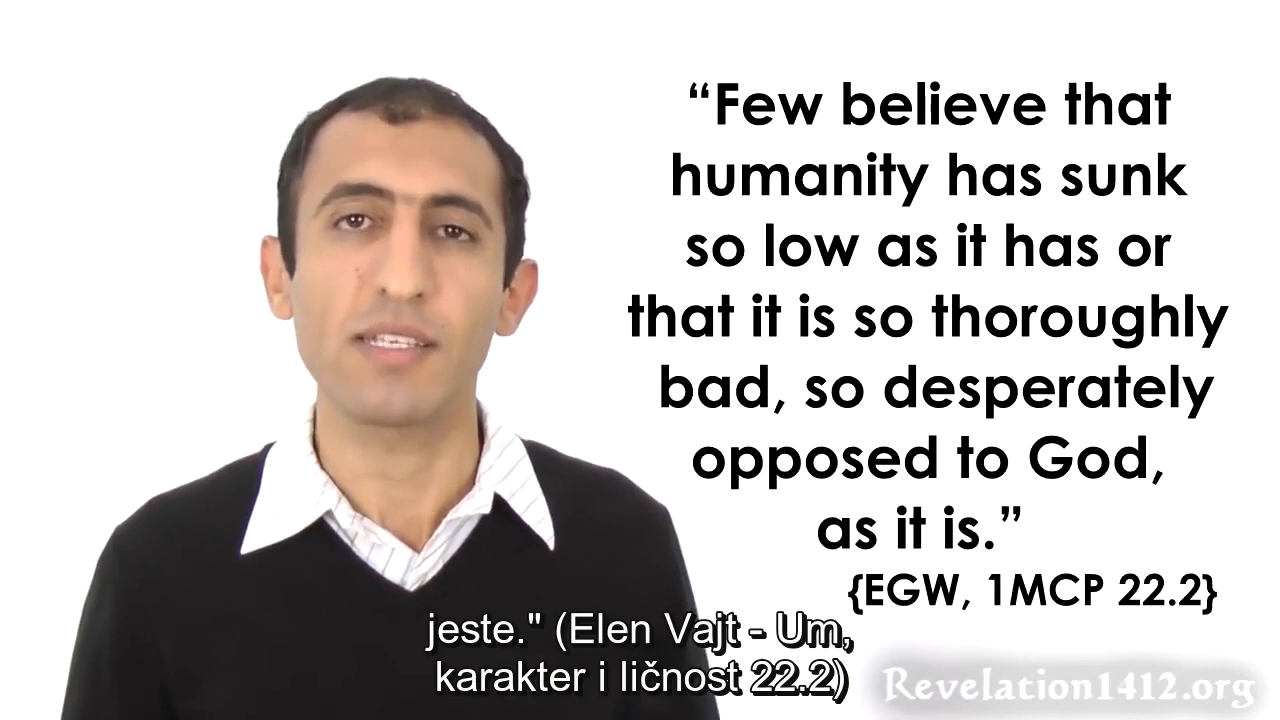 “Few believe that
humanity has sunk
so low as it has or
that it is so thoroughly
bad, so desperately
opposed to God,
as it is.”
{EGW, 1MCP 22.2}
jeste." (Elen Vajt - Um,
karakter i ličnost 22.2)
Revelation1412.org